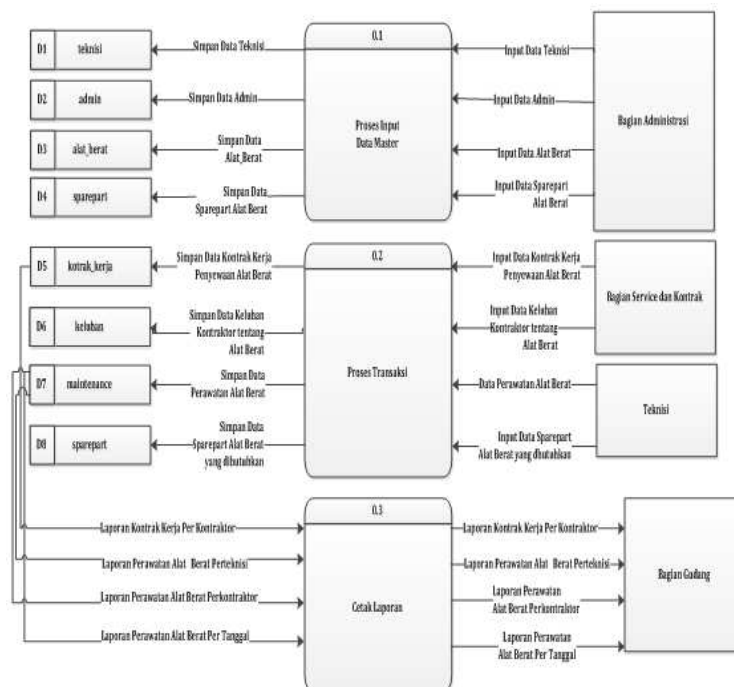 D1 teknisi
Simpan Data Teknisi
0.1
Input Data Teknisi
D2 admin
Simpan Data Admin
Input Data Admin
Proses Input
Data Master
Bagian Administrasi
D3 alat_berat
Simpan Data
Alat_Berat
Input Data Alat Berat
D4 sparepart
Simpan Data
Sparepart Alat Berat
Input Data Sparepart
Alat Berat
D5 kotrak_kerja
Simpan Data Kontrak Kerja
Penyewaan Alat Berat
0.2
Input Data Kontrak Kerja
Penyewaan Alat Berat
Bagian Service dan Kontrak
D6 keluhan
Simpan Data Keluhan
Kontraktor tentang
Alat Berat
Input Data Keluhan
Kontraktor tentang
Alat Berat
D7 maintenance
Simpan Data
Perawatan Alat Berat
Proses Transaksi
Data Perawatan Alat Berat
Teknisi
D8 sparepart
Simpan Data
Sparepart Alat Berat
yang dibutuhkan
Input Data Sparepart
Alat Berat yang dbutuhkan
0.3
Laporan Kontrak Kerja Per Kontraktor
Laporan Kontrak Kerja Per Kontraktor
Laporan Perawatan Alat Berat Perteknisi
Laporan Perawatan Alat Berat Perteknisi
Bagian Gudang
Laporan Perawatan Alat Berat Perkontraktor
Cetak Laporan
Laporan Perawatan
Alat Berat Perkontraktor
Laporan Perawatan Alat Berat Per Tanggal
Laporan Perawatan
Alat Berat Per Tanggal